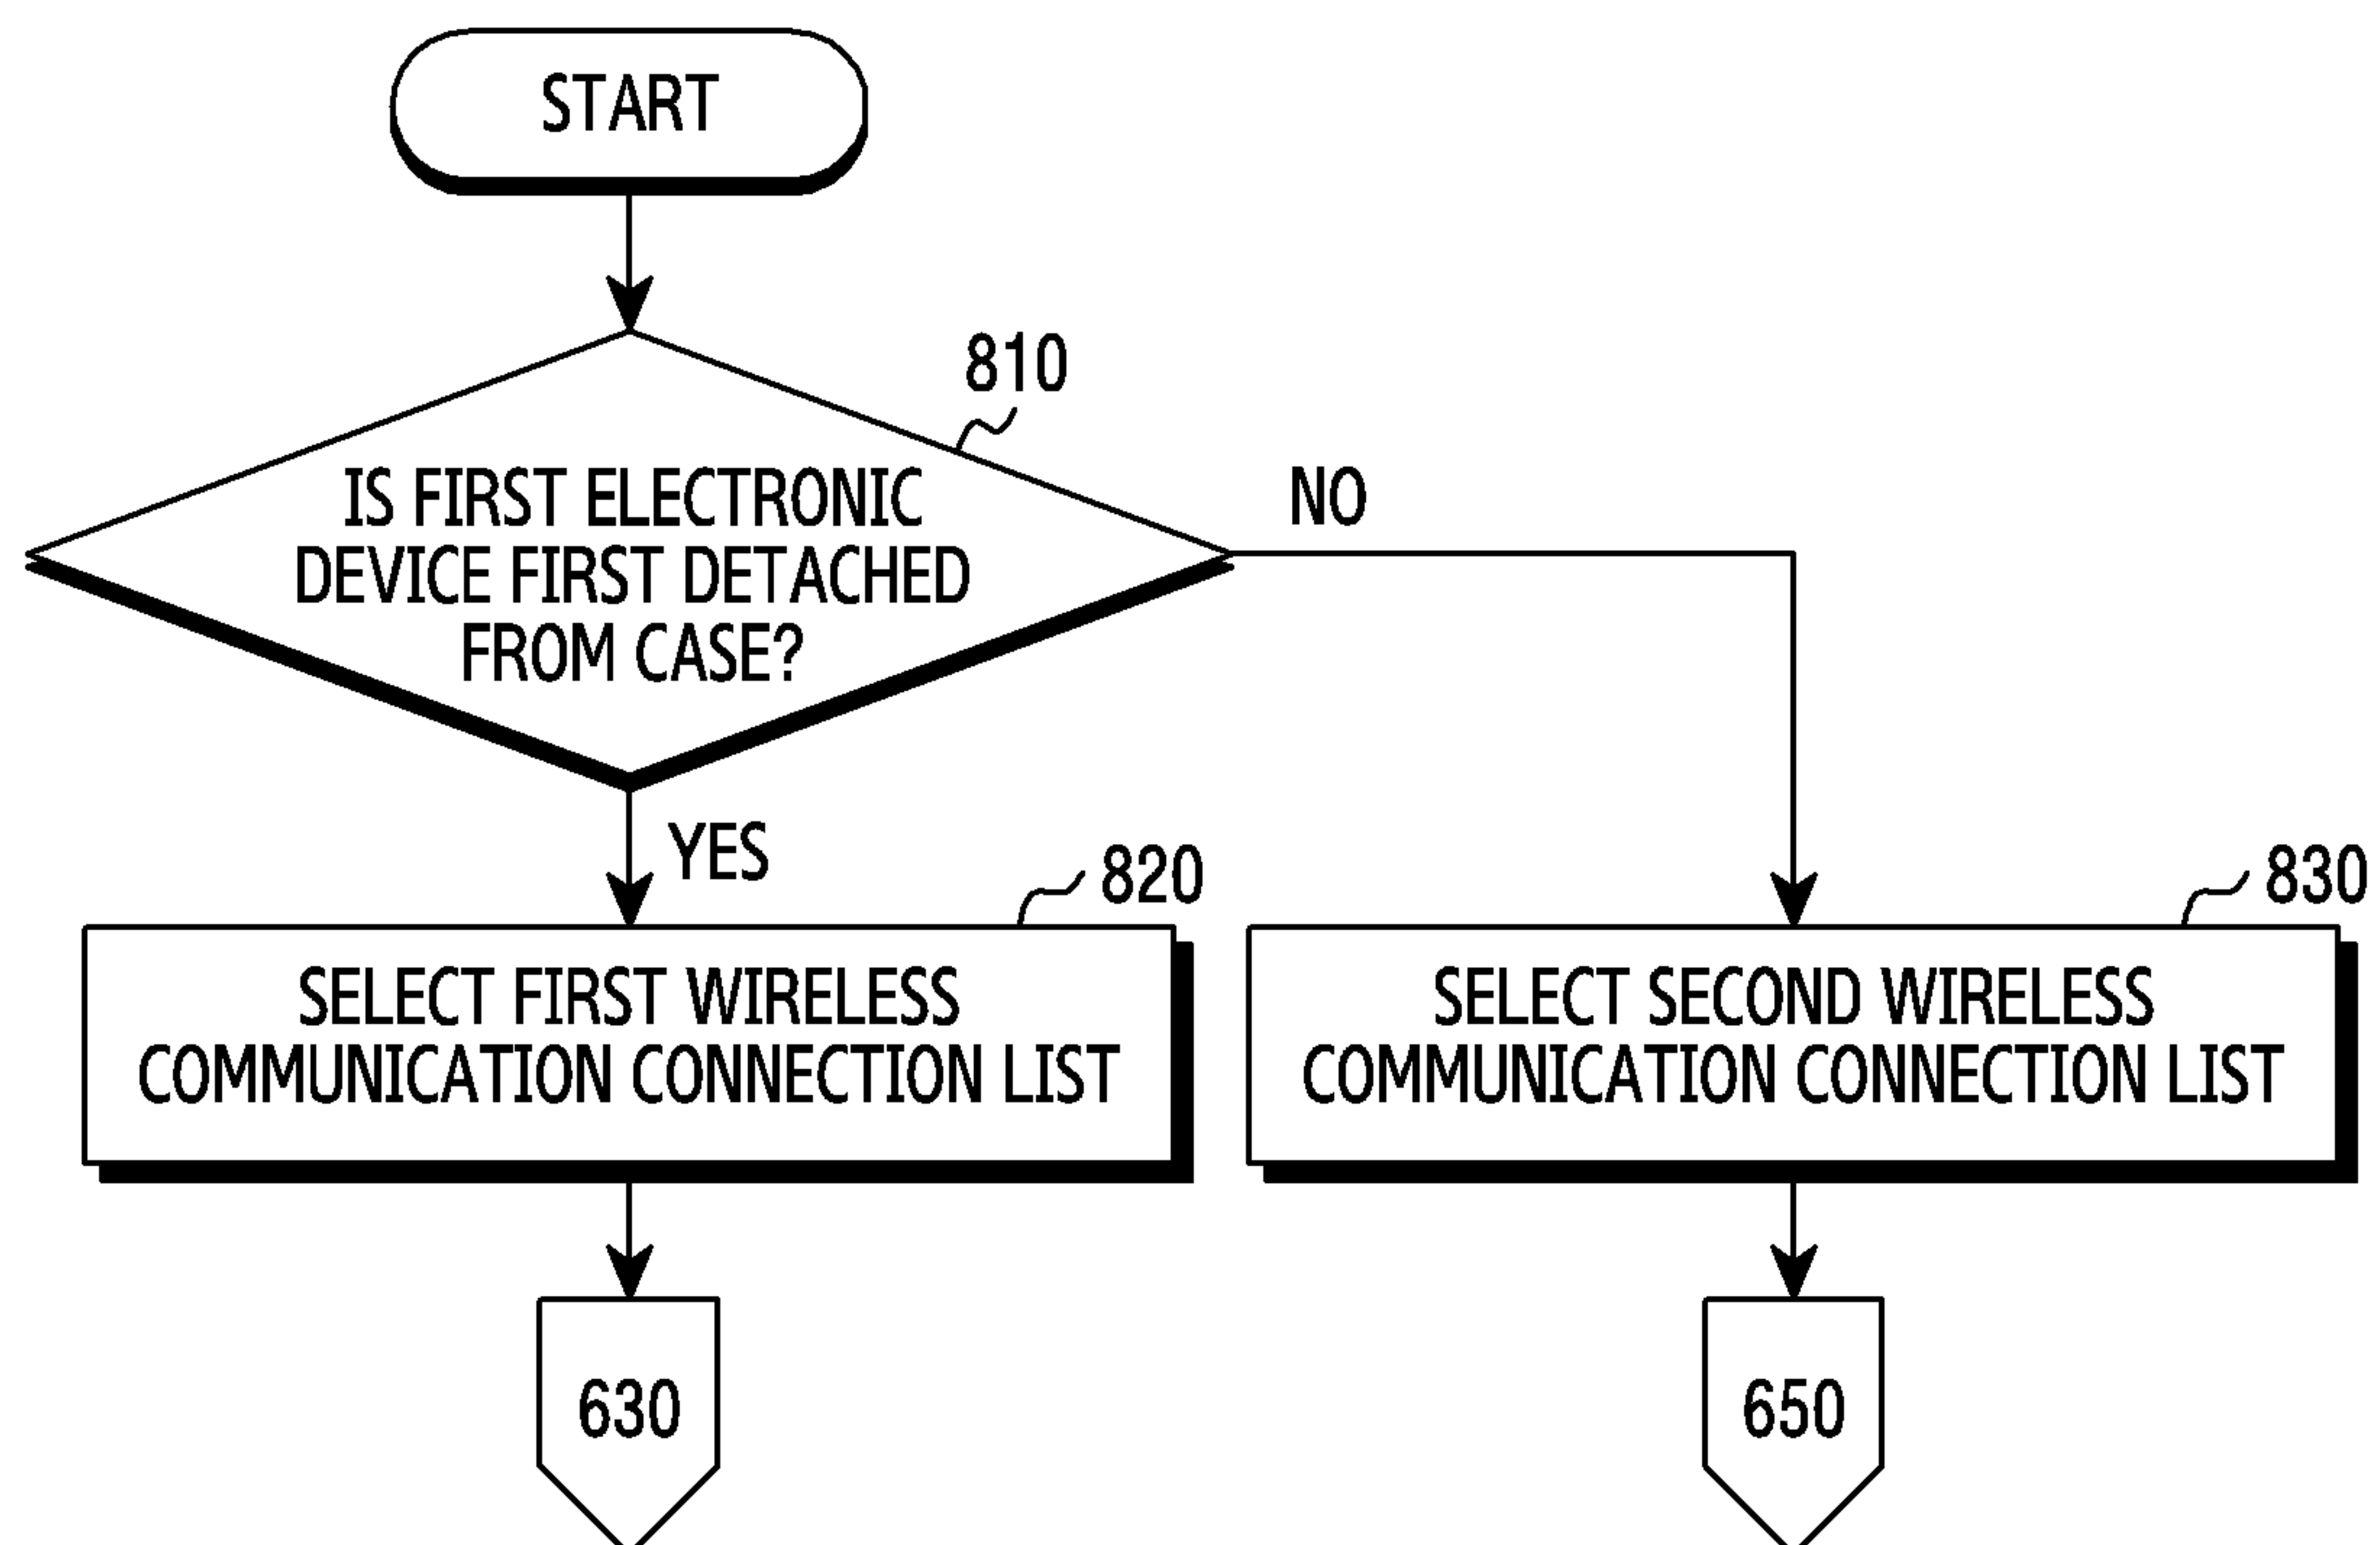 START
810
IS FIRST ELECTRONIC
DEVICE FIRST DETACHED
FROM CASE?
NO
YES
820
SELECT FIRST WIRELESS
COMMUNICATION CONNECTION LIST
830
SELECT SECOND WIRELESS
COMMUNICATION CONNECTION LIST
630
650